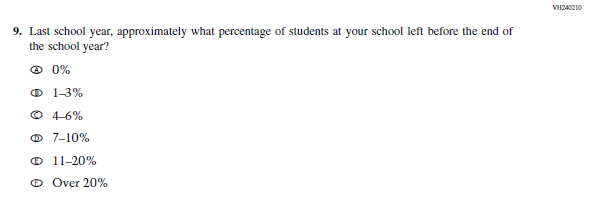 VH240210
9. Last school year, approximately what percentage of students at your school left before the end of
the school year?
Ⓐ 0%
Ⓑ 1–3%
Ⓒ 4–6%
Ⓓ 7–10%
Ⓔ 11–20%
Ⓕ Over 20%